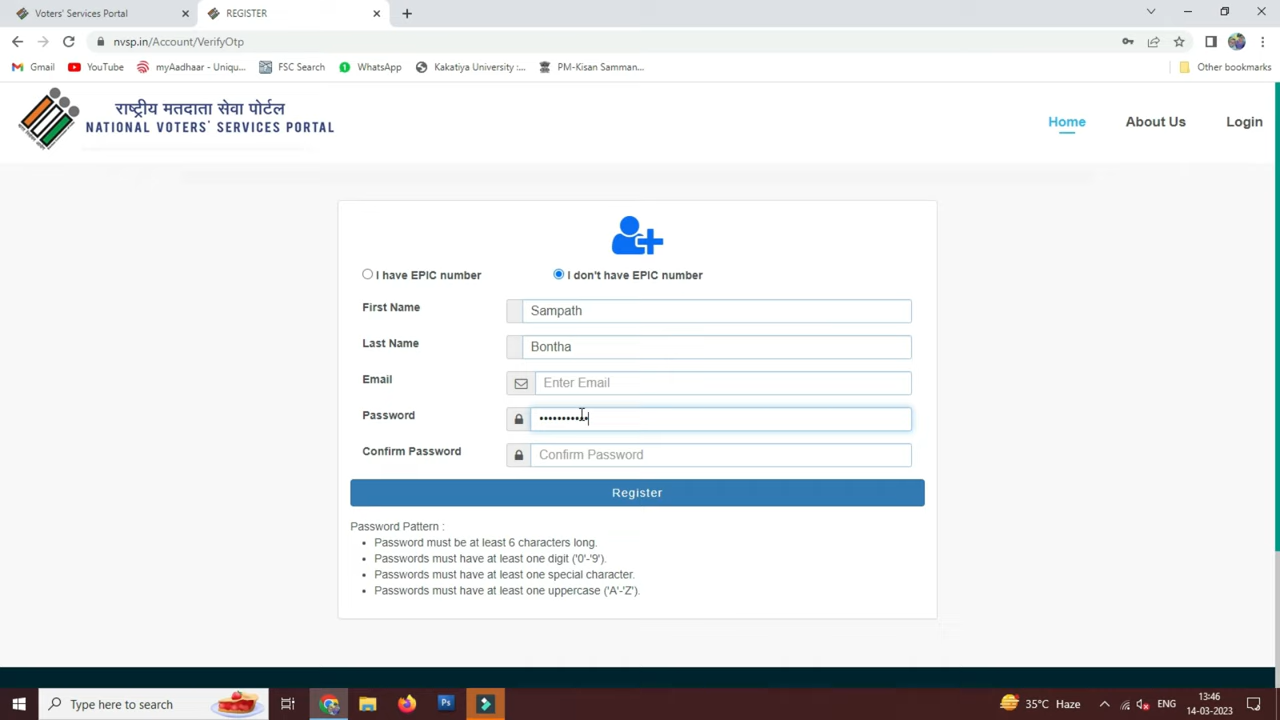 Voters' Services Portal
REGISTER
nvsp.in/Account/VerifyOtp
Gmail
YouTube
myAadhaar - Uniqu...
FSC Search
WhatsApp
Kakatiya University :...
PM-Kisan Samman...
Other bookmarks
राष्ट्रीय मतदाता सेवा पोर्टल
NATIONAL VOTERS' SERVICES PORTAL
Home
About Us
Login
I have EPIC number
I don't have EPIC number
First Name
Sampath
Last Name
Bontha
Email
Enter Email
Password
•••••••••••
Confirm Password
Confirm Password
Register
Password Pattern :
Password must be at least 6 characters long.
Passwords must have at least one digit ('0'-'9').
Passwords must have at least one special character.
Passwords must have at least one uppercase ('A'-'Z').
Type here to search
Ps
35°C Haze
ENG
13:46
14-03-2023